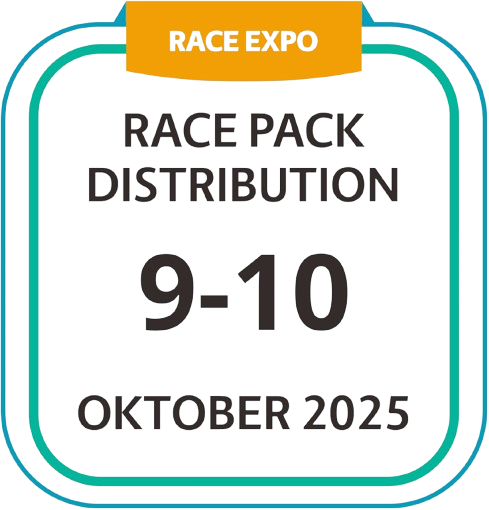 RACE EXPO
RACE PACK
DISTRIBUTION
9-10
OKTOBER 2025